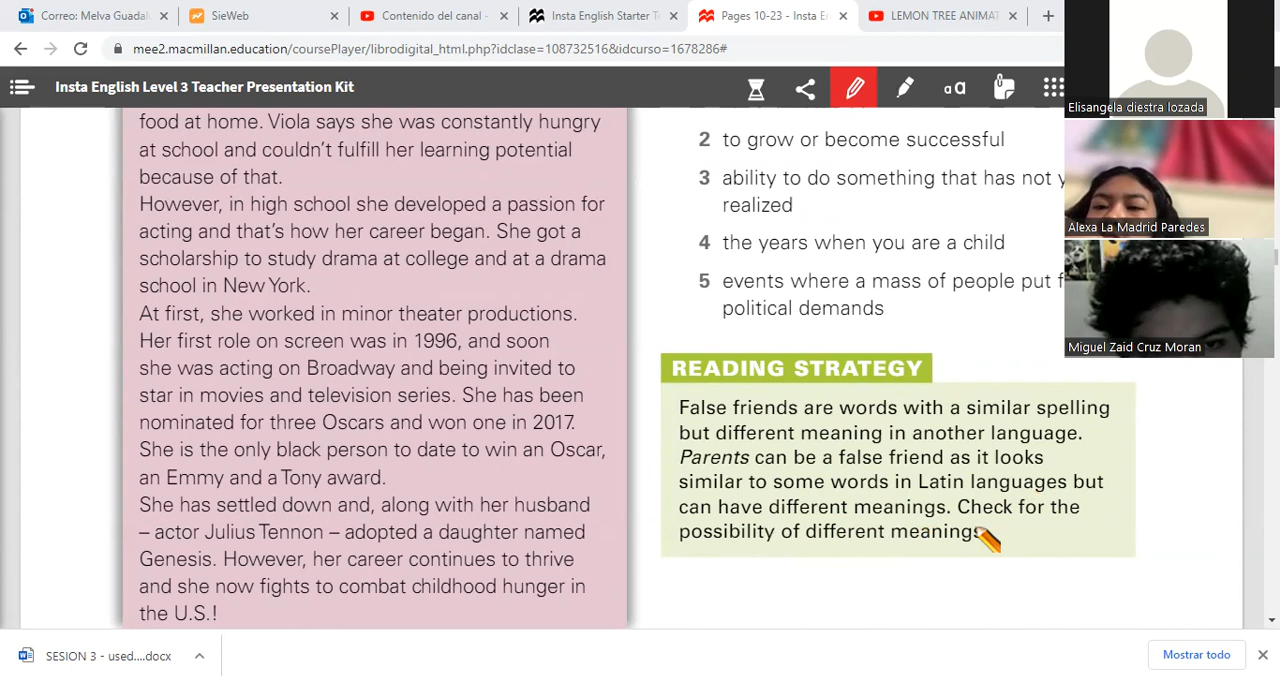 Correo: Melva Guadal
SieWeb
Contenido del canal -
Insta English Starter T
Pages 10-23 - Insta E
LEMON TREE ANIMAT
mee2.macmillan.education/coursePlayer/librodigital_html.php?idclase=108732516&idcurso=1678286#
Insta English Level 3 Teacher Presentation Kit
aa
Elisangela diestra lozada
Alexa La Madrid Paredes
Miguel Zaid Cruz Moran
food at home. Viola says she was constantly hungry
at school and couldn't fulfill her learning potential
because of that.
However, in high school she developed a passion for
acting and that's how her career began. She got a
scholarship to study drama at college and at a drama
school in New York.
At first, she worked in minor theater productions.
Her first role on screen was in 1996, and soon
she was acting on Broadway and being invited to
star in movies and television series. She has been
nominated for three Oscars and won one in 2017.
She is the only black person to date to win an Oscar,
an Emmy and a Tony award.
She has settled down and, along with her husband
– actor Julius Tennon – adopted a daughter named
Genesis. However, her career continues to thrive
and she now fights to combat childhood hunger in
the U.S.!
2 to grow or become successful
3 ability to do something that has not y
realized
4 the years when you are a child
5 events where a mass of people put f
political demands
READING STRATEGY
False friends are words with a similar spelling
but different meaning in another language.
Parents can be a false friend as it looks
similar to some words in Latin languages but
can have different meanings. Check for the
possibility of different meanings
SESION 3 - used....docx
Mostrar todo